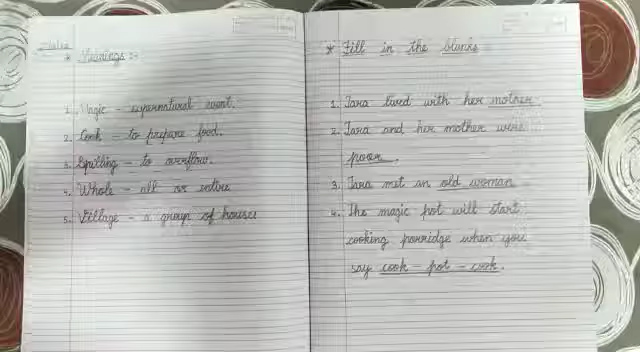 * Meanings :-
1. Magic – supernatural event.
2. Cook – to prepare food.
3. Spilling – to overflow.
4. Whole – all or entire
5. Village – a group of houses
* Fill in the blanks
1. Tara lived with her mother.
2. Tara and her mother were
poor.
3. Tara met an old woman
4. The magic pot will start
cooking porridge when you
say cook – pot – cook.